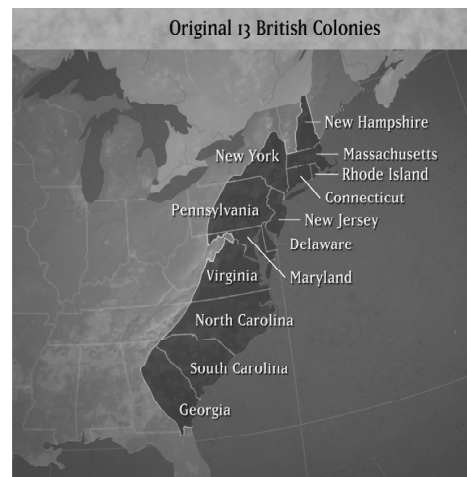 Original 13 British Colonies
New Hampshire
New York
Massachusetts
Rhode Island
Connecticut
Pennsylvania
New Jersey
Delaware
Virginia
Maryland
North Carolina
South Carolina
Georgia